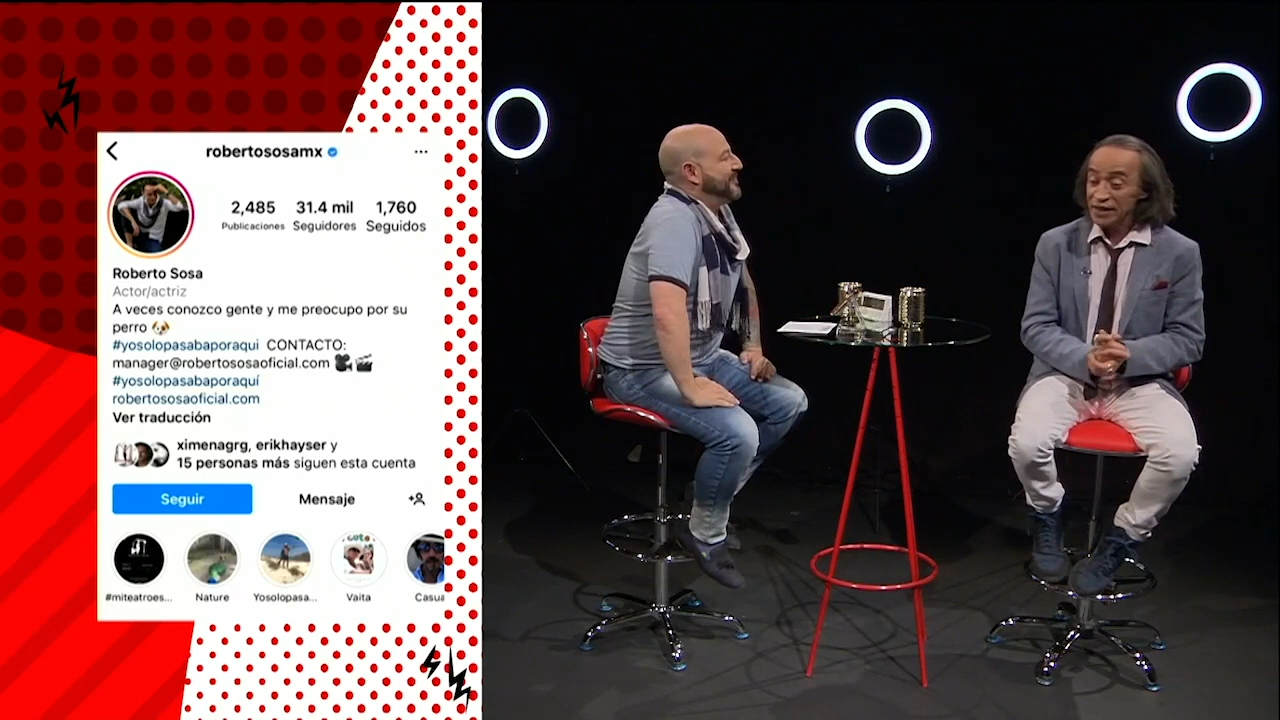 robertososamx
2,485 31.4 mil 1,760
Publicaciones Seguidores Seguidos
Roberto Sosa
Actor/actriz
A veces conozco gente y me preocupo por su
perro 🐶
#yosolopasabaporaqui CONTACTO:
manager@robertososaoficial.com 🎥🎬
#yosolopasabaporaquí
robertososaoficial.com
Ver traducción
ximenagrg, erikhayser y
15 personas más siguen esta cuenta
Seguir Mensaje
#miteatroes... Nature Yosolopasa... Vaita Casua